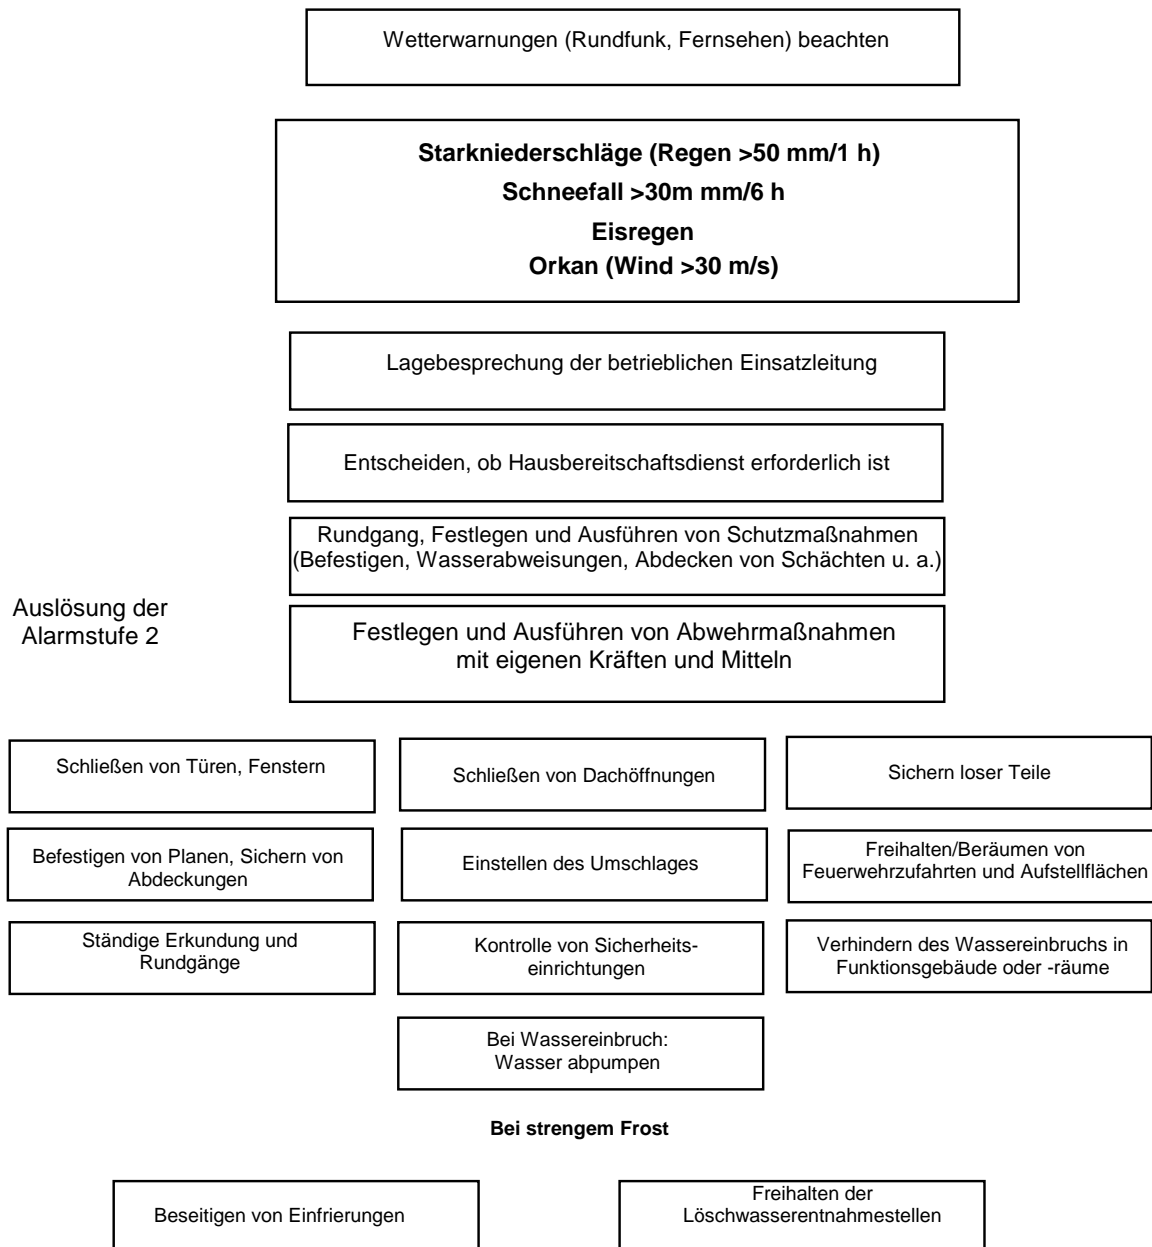 Wetterwarnungen (Rundfunk, Fernsehen) beachten
Starkniederschläge (Regen >50 mm/1 h)
Schneefall >30m mm/6 h
Eisregen
Orkan (Wind >30 m/s)
Lagebesprechung der betrieblichen Einsatzleitung
Entscheiden, ob Hausbereitschaftsdienst erforderlich ist
Rundgang, Festlegen und Ausführen von Schutzmaßnahmen
(Befestigen, Wasserabweisungen, Abdecken von Schächten u. a.)
Auslösung der
Alarmstufe 2
Festlegen und Ausführen von Abwehrmaßnahmen
mit eigenen Kräften und Mitteln
Schließen von Türen, Fenstern
Schließen von Dachöffnungen
Sichern loser Teile
Befestigen von Planen, Sichern von
Abdeckungen
Einstellen des Umschlages
Freihalten/Beräumen von
Feuerwehrzufahrten und Aufstellflächen
Ständige Erkundung und
Rundgänge
Kontrolle von Sicherheits-
einrichtungen
Verhindern des Wassereinbruchs in
Funktionsgebäude oder -räume
Bei Wassereinbruch:
Wasser abpumpen
Bei strengem Frost
Beseitigen von Einfrierungen
Freihalten der
Löschwasserentnahmestellen